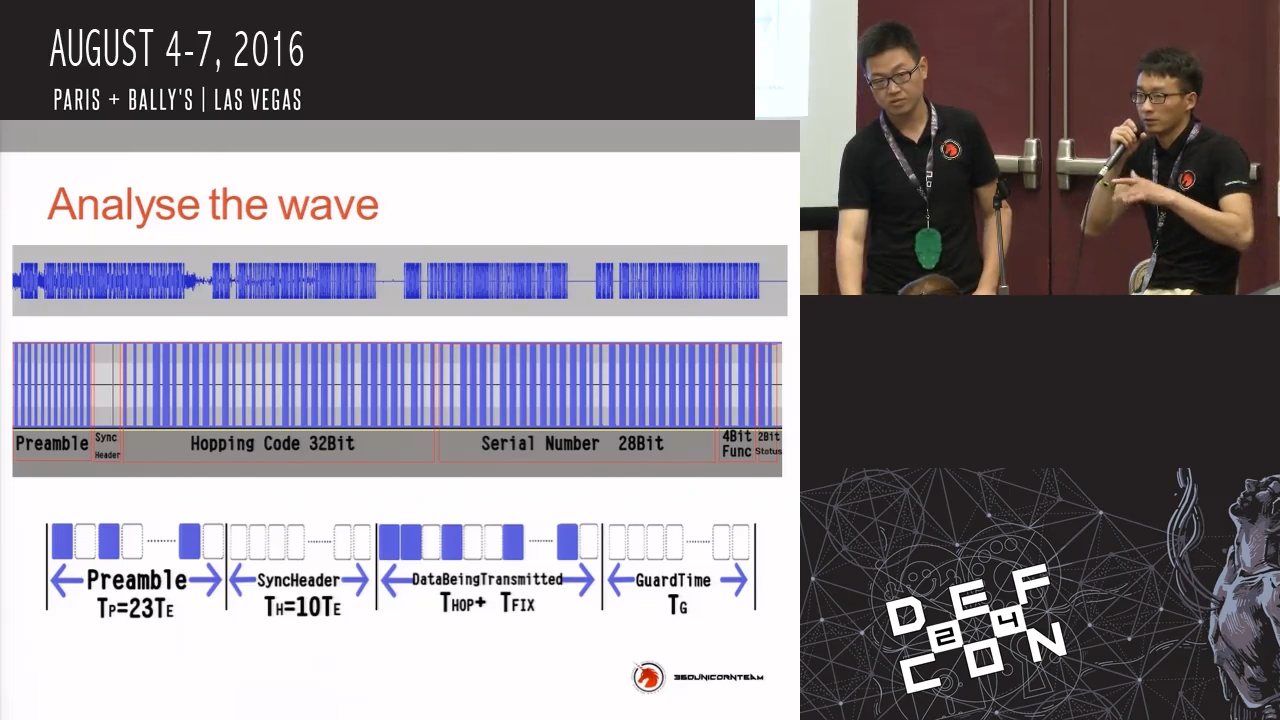 AUGUST 4-7, 2016
PARIS + BALLY'S | LAS VEGAS
Analyse the wave
Preamble
Sync
Header
Hopping Code 32Bit
Serial Number 28Bit
4Bit
Func
2Bit
Status
Preamble
TP=23TE
SyncHeader
TH=10TE
DataBeingTransmitted
THOP+ TFIX
GuardTime
TG
360UNICORNTEAM
DEF
24
CON